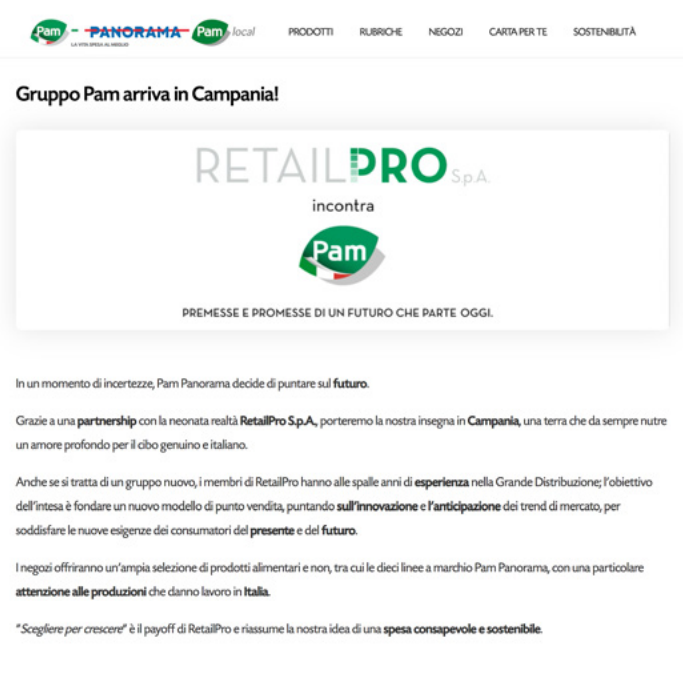 Pam - PANORAMA Pam local PRODOTTI RUBRICHE NEGOZI CARTA PER TE SOSTENIBILITÀ
LA VITA SPESA AL MEGLIO
Gruppo Pam arriva in Campania!
RETAILPRO S.p.A.
incontra
Pam
PREMESSE E PROMESSE DI UN FUTURO CHE PARTE OGGI.
In un momento di incertezze, Pam Panorama decide di puntare sul futuro.
Grazie a una partnership con la neonata realtà RetailPro S.p.A., porteremo la nostra insegna in Campania, una terra che da sempre nutre
un amore profondo per il cibo genuino e italiano.
Anche se si tratta di un gruppo nuovo, i membri di RetailPro hanno alle spalle anni di esperienza nella Grande Distribuzione; l'obiettivo
dell'intesa è fondare un nuovo modello di punto vendita, puntando sull'innovazione e l'anticipazione dei trend di mercato, per
soddisfare le nuove esigenze dei consumatori del presente e del futuro.
I negozi offriranno un'ampia selezione di prodotti alimentari e non, tra cui le dieci linee a marchio Pam Panorama, con una particolare
attenzione alle produzioni che danno lavoro in Italia.
"Scegliere per crescere" è il payoff di RetailPro e riassume la nostra idea di una spesa consapevole e sostenibile.